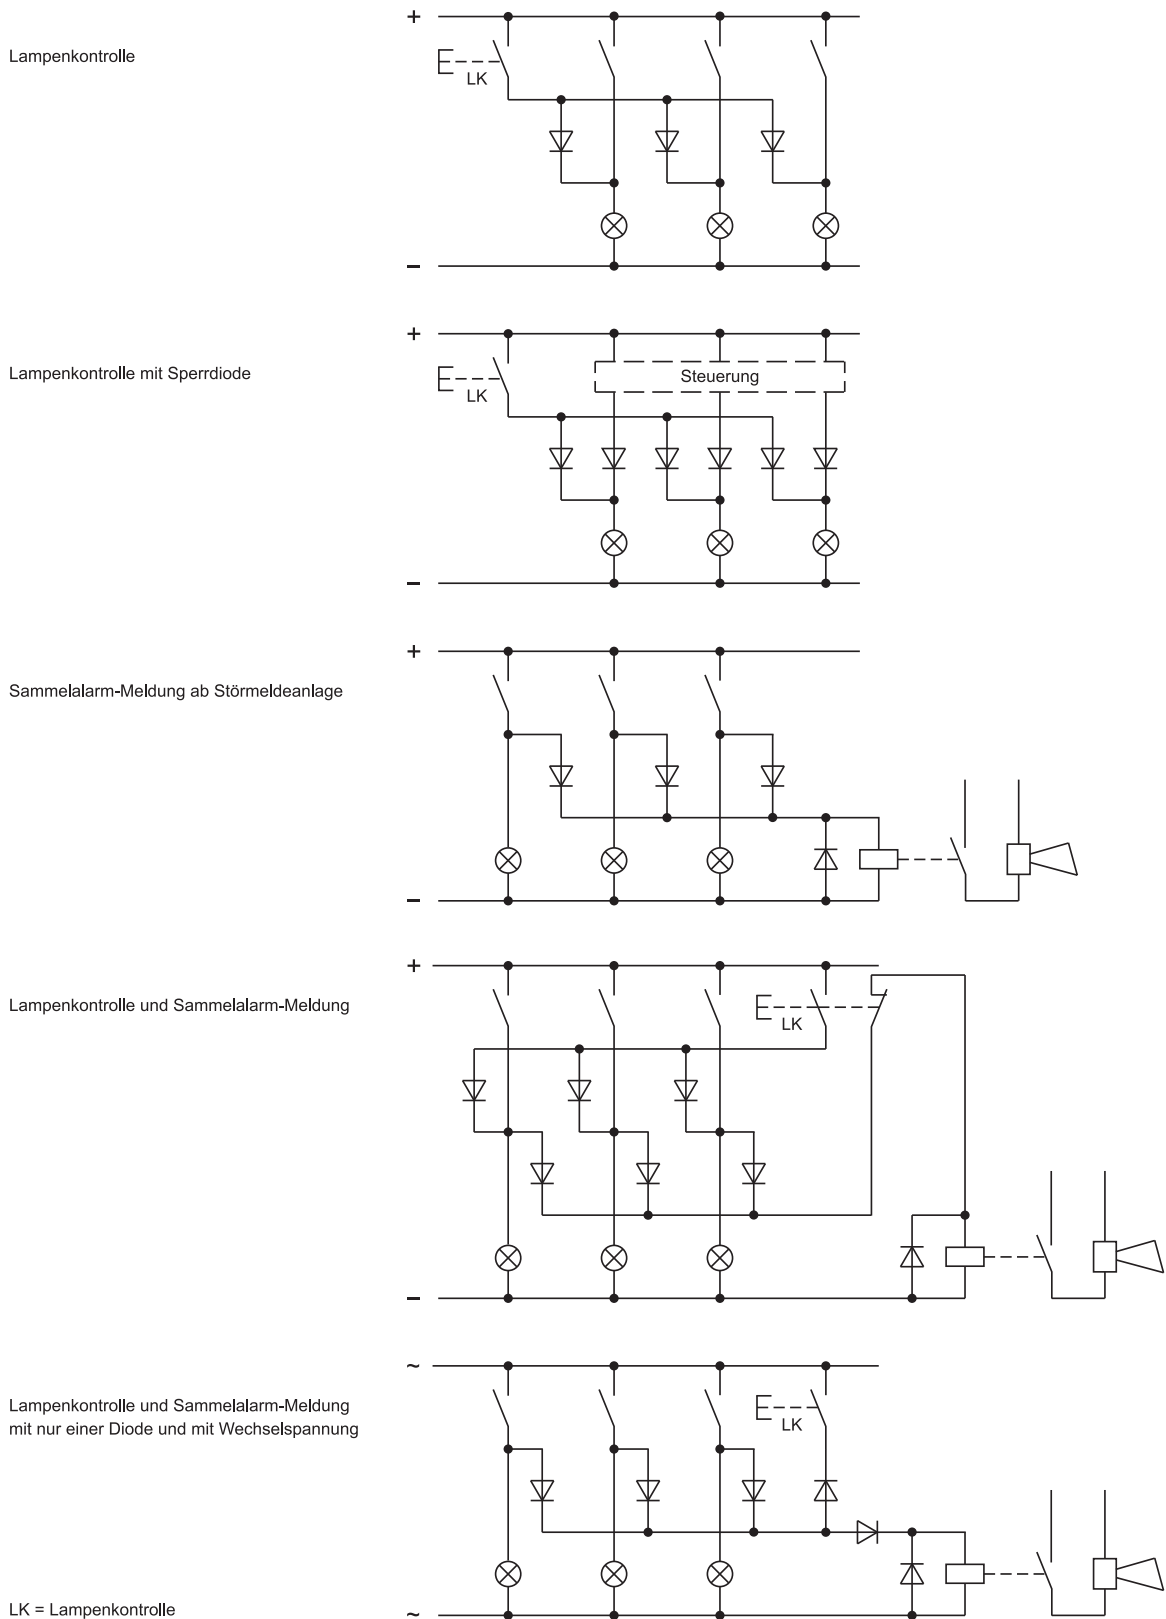 +
Lampenkontrolle
LK
−
+
Lampenkontrolle mit Sperrdiode
Steuerung
LK
−
+
Sammelalarm-Meldung ab Störmeldeanlage
−
+
Lampenkontrolle und Sammelalarm-Meldung
LK
−
~
Lampenkontrolle und Sammelalarm-Meldung
mit nur einer Diode und mit Wechselspannung
LK
LK = Lampenkontrolle
~